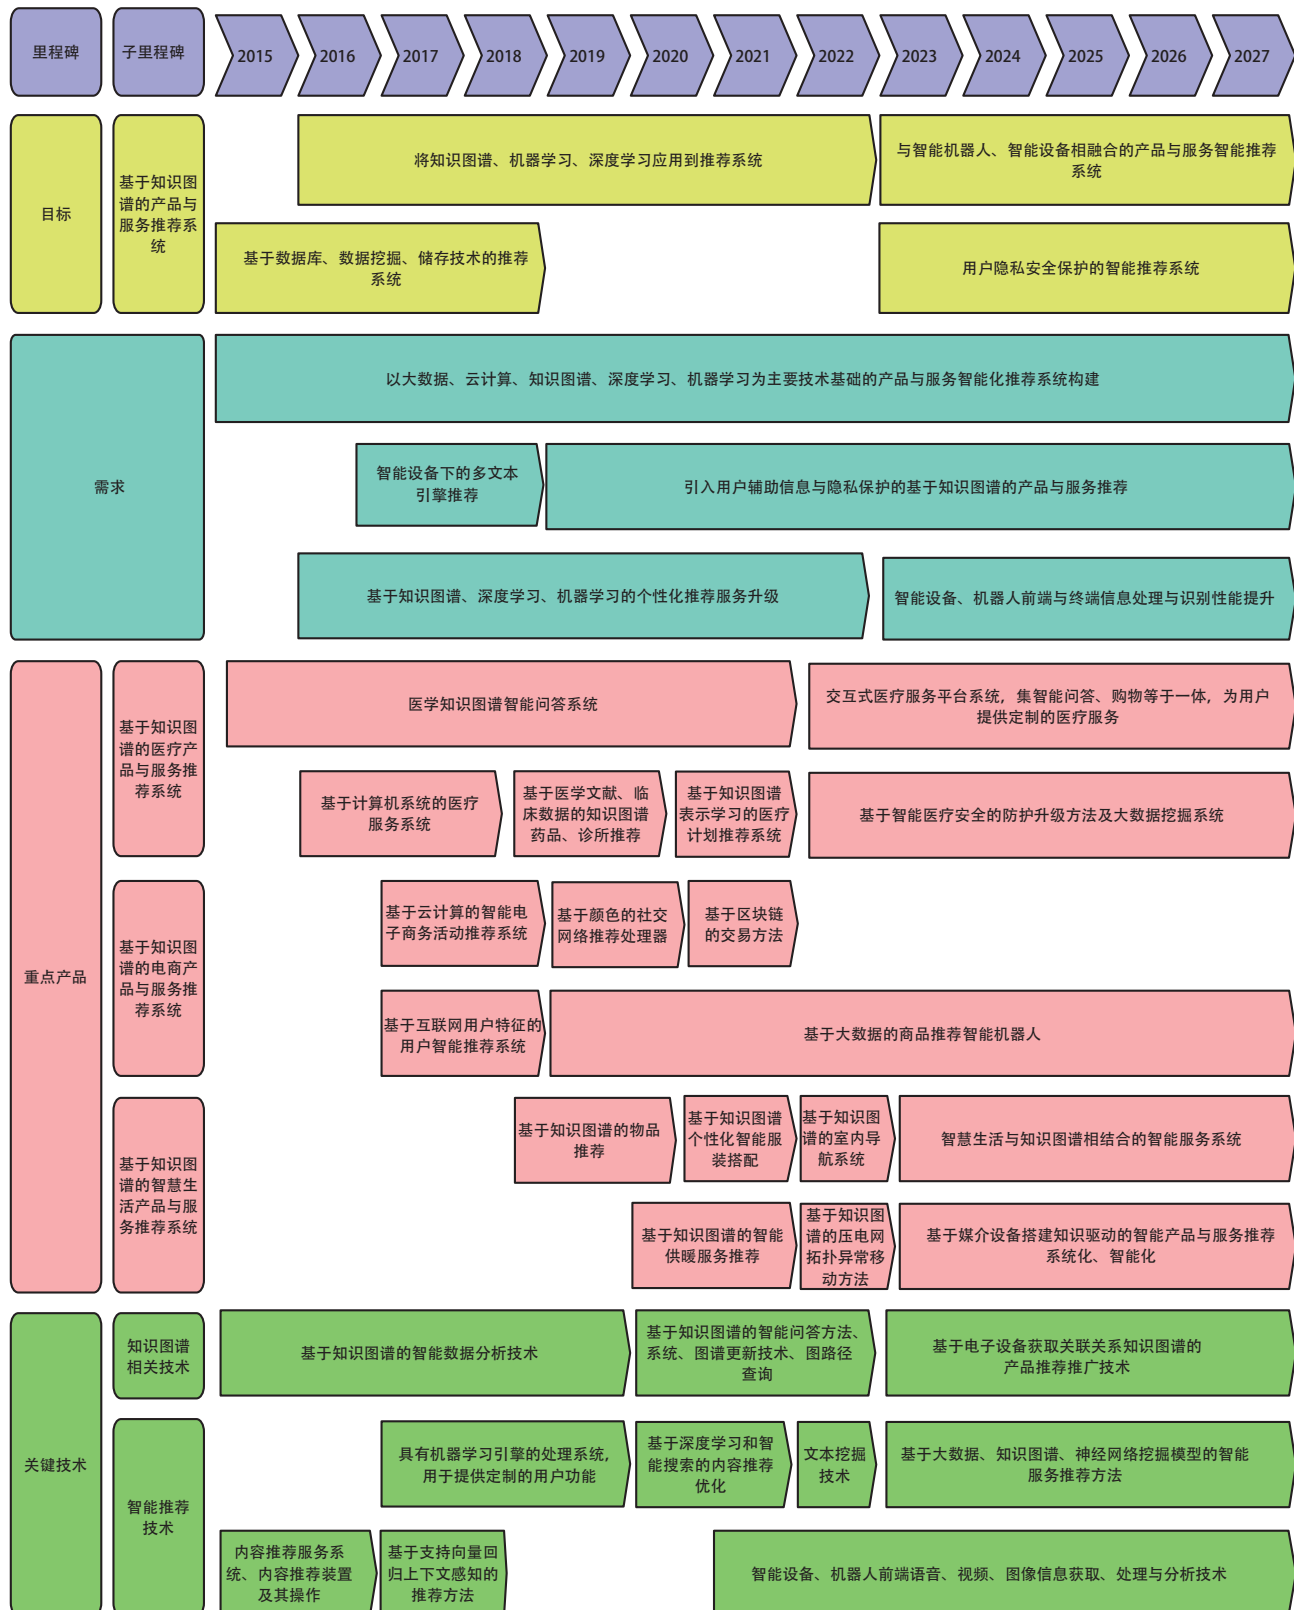 里程碑
子里程碑
2015
2016
2017
2018
2019
2020
2021
2022
2023
2024
2025
2026
2027
目标
基于知识图
谱的产品与
服务推荐系
统
将知识图谱、机器学习、深度学习应用到推荐系统
与智能机器人、智能设备相融合的产品与服务智能推荐
系统
基于数据库、数据挖掘、储存技术的推荐
系统
用户隐私安全保护的智能推荐系统
需求
以大数据、云计算、知识图谱、深度学习、机器学习为主要技术基础的产品与服务智能化推荐系统构建
智能设备下的多文本
引擎推荐
引入用户辅助信息与隐私保护的基于知识图谱的产品与服务推荐
基于知识图谱、深度学习、机器学习的个性化推荐服务升级
智能设备、机器人前端与终端信息处理与识别性能提升
重点产品
基于知识图
谱的医疗产
品与服务推
荐系统
医学知识图谱智能问答系统
交互式医疗服务平台系统，集智能问答、购物等于一体，为用户
提供定制的医疗服务
基于计算机系统的医疗
服务系统
基于医学文献、临
床数据的知识图谱
药品、诊所推荐
基于知识图谱
表示学习的医疗
计划推荐系统
基于智能医疗安全的防护升级方法及大数据挖掘系统
基于知识图
谱的电商产
品与服务推
荐系统
基于云计算的智能电
子商务活动推荐系统
基于颜色的社交
网络推荐处理器
基于区块链
的交易方法
基于互联网用户特征的
用户智能推荐系统
基于大数据的商品推荐智能机器人
基于知识图
谱的智慧生
活产品与服
务推荐系统
基于知识图谱的物品
推荐
基于知识图谱
个性化智能服
装搭配
基于知识图
谱的室内导
航系统
智慧生活与知识图谱相结合的智能服务系统
基于知识图谱的智能
供暖服务推荐
基于知识图
谱的压电网
拓扑异常移
动方法
基于媒介设备搭建知识驱动的智能产品与服务推荐
系统化、智能化
关键技术
知识图谱
相关技术
基于知识图谱的智能数据分析技术
基于知识图谱的智能问答方法、
系统、图谱更新技术、图路径
查询
基于电子设备获取关联关系知识图谱的
产品推荐推广技术
智能推荐
技术
具有机器学习引擎的处理系统，
用于提供定制的用户功能
基于深度学习和智
能搜索的内容推荐
优化
文本挖掘
技术
基于大数据、知识图谱、神经网络挖掘模型的智能
服务推荐方法
内容推荐服务系
统、内容推荐装置
及其操作
基于支持向量回
归上下文感知的
推荐方法
智能设备、机器人前端语音、视频、图像信息获取、处理与分析技术